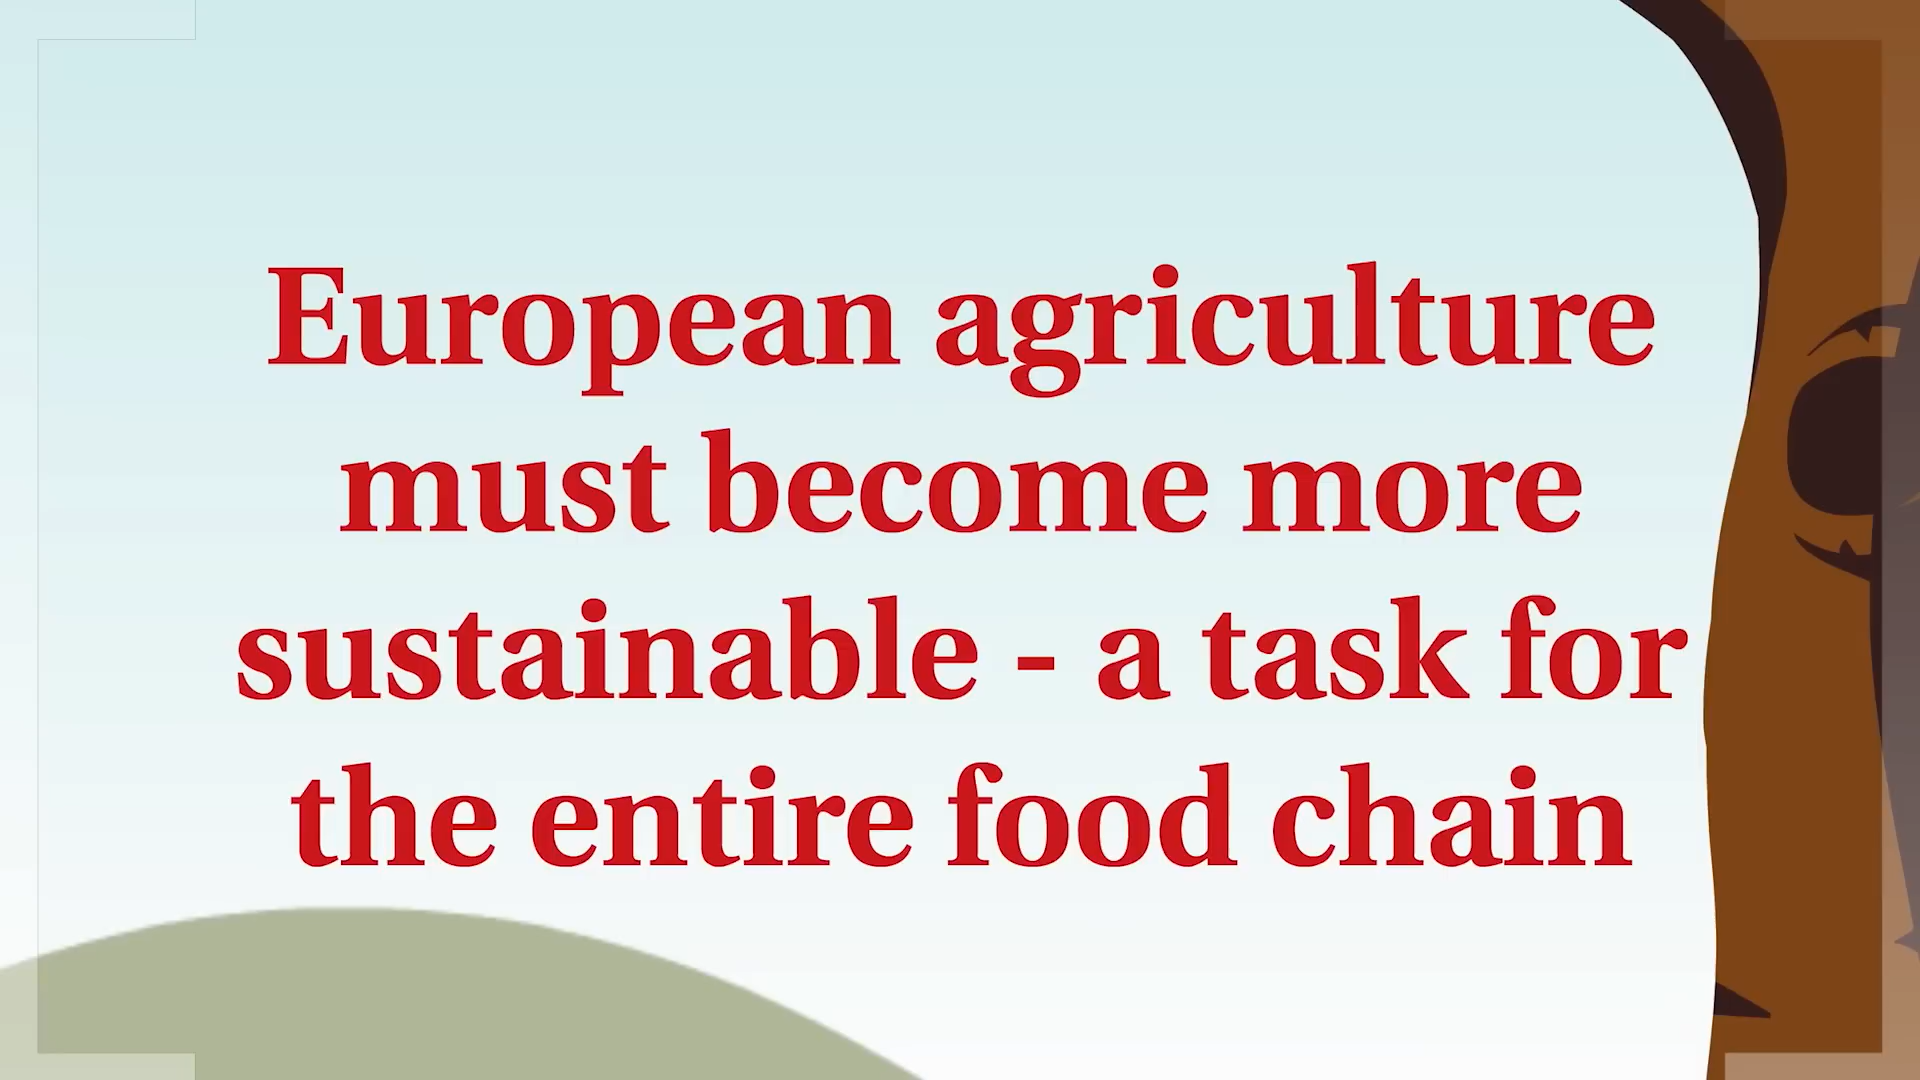 European agriculture
must become more
sustainable - a task for
the entire food chain